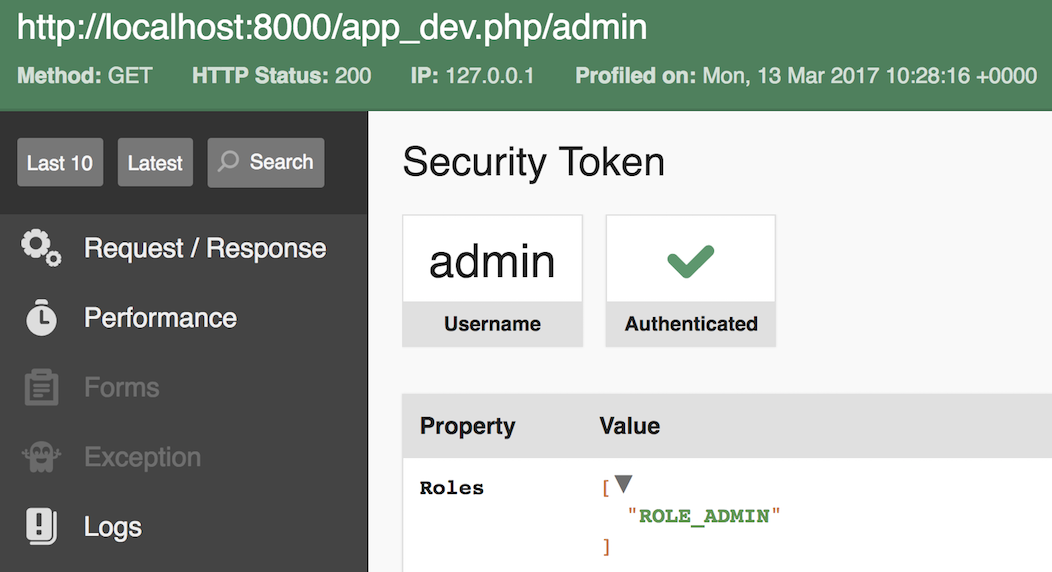 http://localhost:8000/app_dev.php/admin
Method: GET HTTP Status: 200 IP: 127.0.0.1 Profiled on: Mon, 13 Mar 2017 10:28:16 +0000
Last 10 Latest Search
Request / Response
Performance
Forms
Exception
Logs
Security Token
admin
Username
Authenticated
Property Value
Roles [
"ROLE_ADMIN"
]